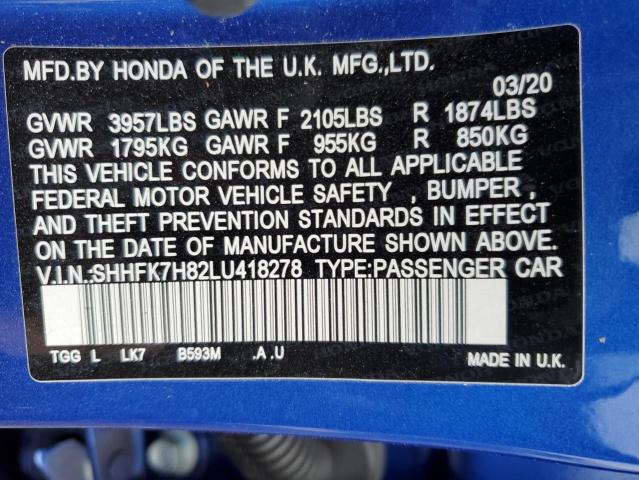 MFD.BY HONDA OF THE U.K. MFG.,LTD.
03/20
GVWR 3957LBS GAWR F 2105LBS R 1874LBS
GVWR 1795KG GAWR F 955KG R 850KG
THIS VEHICLE CONFORMS TO ALL APPLICABLE
FEDERAL MOTOR VEHICLE SAFETY , BUMPER ,
AND THEFT PREVENTION STANDARDS IN EFFECT
ON THE DATE OF MANUFACTURE SHOWN ABOVE.
V.I.N.:SHHFK7H82LU418278 TYPE:PASSENGER CAR
TGG L LK7 B593M .A .U
MADE IN U.K.